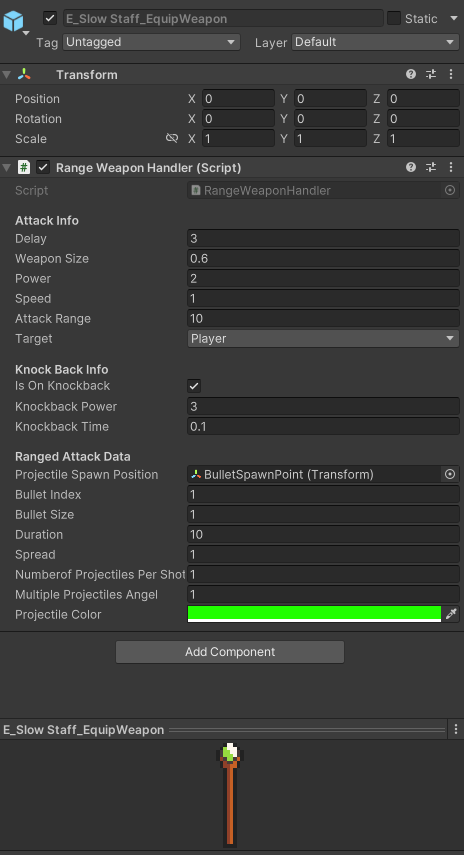 E_Slow Staff_EquipWeapon Static
Tag Untagged Layer Default
Transform
Position X 0 Y 0 Z 0
Rotation X 0 Y 0 Z 0
Scale X 1 Y 1 Z 1
# Range Weapon Handler (Script)
Script # RangeWeaponHandler
Attack Info
Delay 3
Weapon Size 0.6
Power 2
Speed 1
Attack Range 10
Target Player
Knock Back Info
Is On Knockback
Knockback Power 3
Knockback Time 0.1
Ranged Attack Data
Projectile Spawn Position BulletSpawnPoint (Transform)
Bullet Index 1
Bullet Size 1
Duration 10
Spread 1
Numberof Projectiles Per Shot 1
Multiple Projectiles Angel 1
Projectile Color
Add Component
E_Slow Staff_EquipWeapon